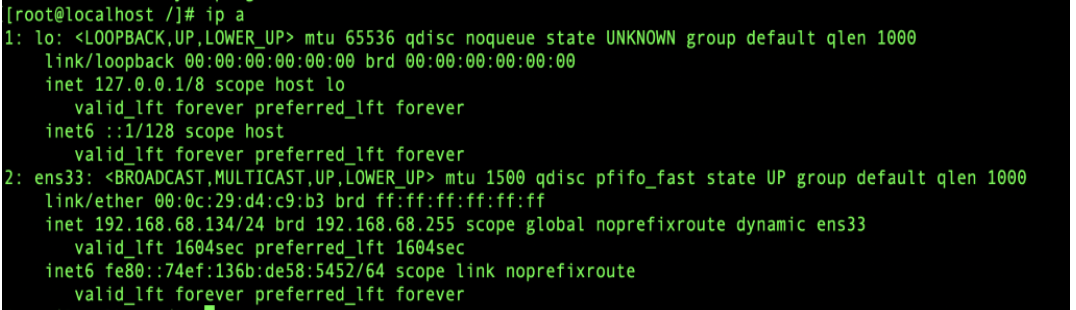 [root@localhost /]# ip a
1: lo: <LOOPBACK,UP,LOWER_UP> mtu 65536 qdisc noqueue state UNKNOWN group default qlen 1000
    link/loopback 00:00:00:00:00:00 brd 00:00:00:00:00:00
    inet 127.0.0.1/8 scope host lo
       valid_lft forever preferred_lft forever
    inet6 ::1/128 scope host
       valid_lft forever preferred_lft forever
2: ens33: <BROADCAST,MULTICAST,UP,LOWER_UP> mtu 1500 qdisc pfifo_fast state UP group default qlen 1000
    link/ether 00:0c:29:d4:c9:b3 brd ff:ff:ff:ff:ff:ff
    inet 192.168.68.134/24 brd 192.168.68.255 scope global noprefixroute dynamic ens33
       valid_lft 1604sec preferred_lft 1604sec
    inet6 fe80::74ef:136b:de58:5452/64 scope link noprefixroute
       valid_lft forever preferred_lft forever